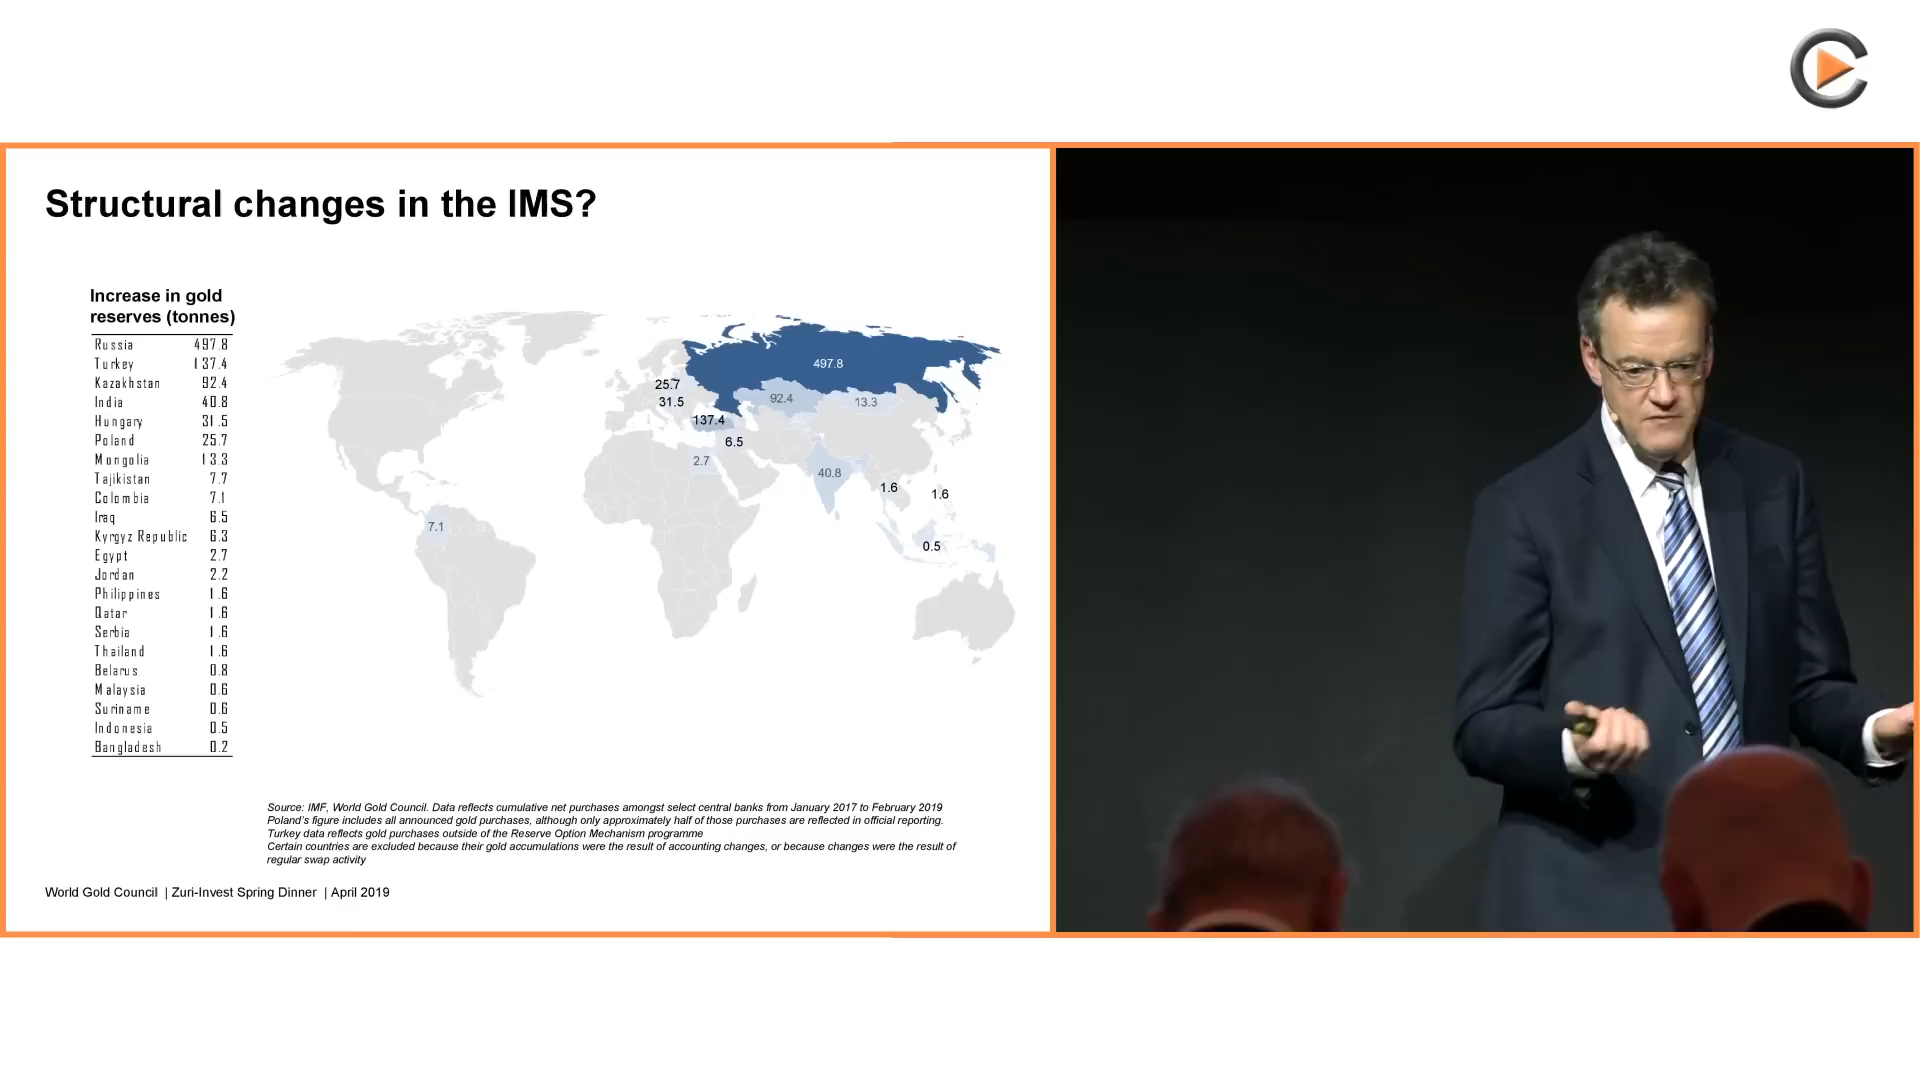 Structural changes in the IMS?
Increase in gold
reserves (tonnes)
Russia 497.8
Turkey 137.4
Kazakhstan 92.4
India 40.8
Hungary 31.5
Poland 25.7
Mongolia 13.3
Tajikistan 7.7
Colombia 7.1
Iraq 6.5
Kyrgyz Republic 6.3
Egypt 2.7
Jordan 2.2
Philippines 1.6
Qatar 1.6
Serbia 1.6
Thailand 1.6
Belarus 0.8
Malaysia 0.6
Suriname 0.6
Indonesia 0.5
Bangladesh 0.2
497.8
25.7
92.4
31.5
13.3
137.4
6.5
2.7
40.8
1.6
1.6
7.1
0.5
Source: IMF, World Gold Council. Data reflects cumulative net purchases amongst select central banks from January 2017 to February 2019
Poland's figure includes all announced gold purchases, although only approximately half of those purchases are reflected in official reporting.
Turkey data reflects gold purchases outside of the Reserve Option Mechanism programme
Certain countries are excluded because their gold accumulations were the result of accounting changes, or because changes were the result of
regular swap activity
World Gold Council | Zuri-Invest Spring Dinner | April 2019